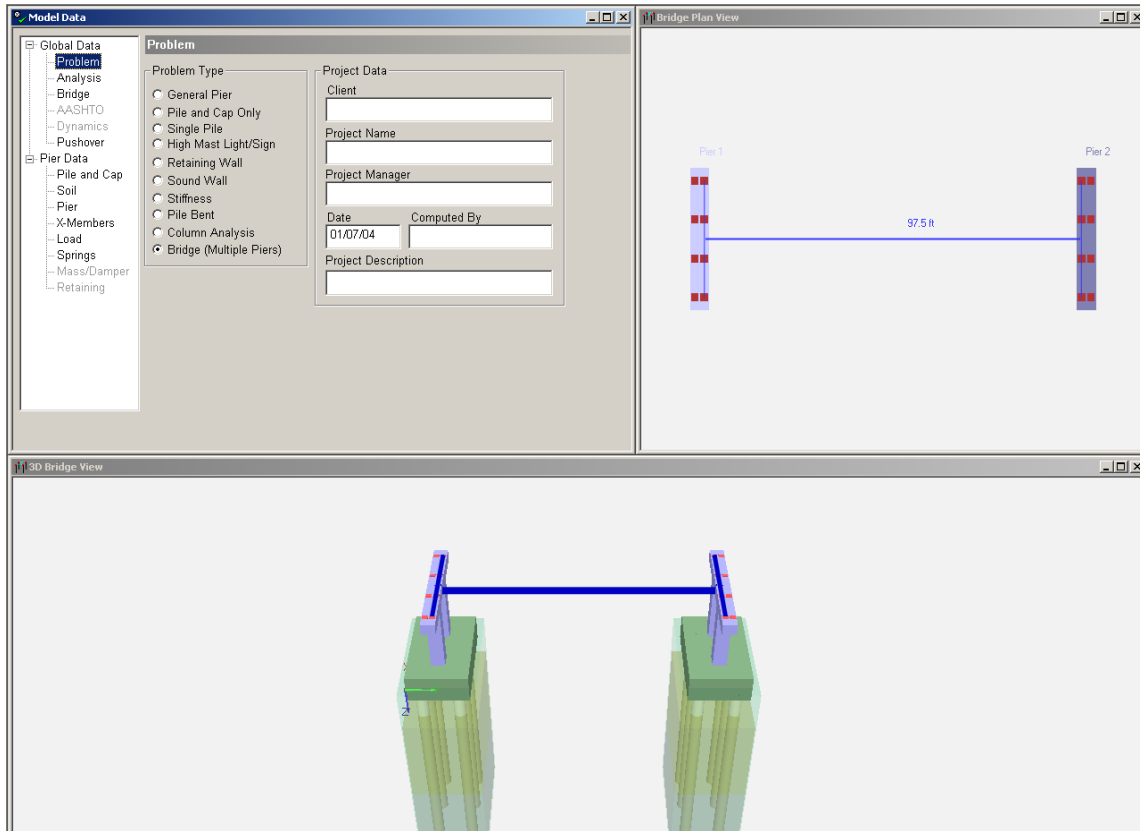 Model Data
Global Data
Problem
Analysis
Bridge
AASHTO
Dynamics
Pushover
Pier Data
Pile and Cap
Soil
Pier
X-Members
Load
Springs
Mass/Damper
Retaining
Problem
Problem Type
General Pier
Pile and Cap Only
Single Pile
High Mast Light/Sign
Retaining Wall
Sound Wall
Stiffness
Pile Bent
Column Analysis
Bridge (Multiple Piers)
Project Data
Client
Project Name
Project Manager
Date Computed By
01/07/04
Project Description
Bridge Plan View
Pier 1 Pier 2
97.5 ft
3D Bridge View
Z